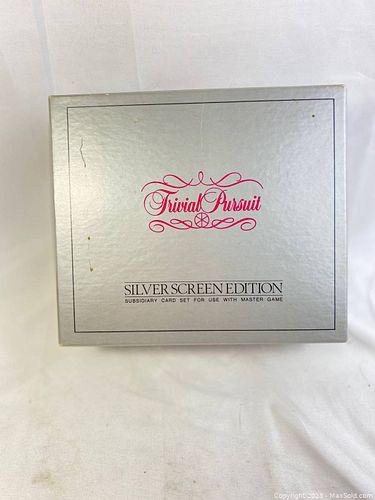 Trivial Pursuit
SILVER SCREEN EDITION
SUBSIDIARY CARD SET FOR USE WITH MASTER GAME
Copyright 2023 - MaxSold.com